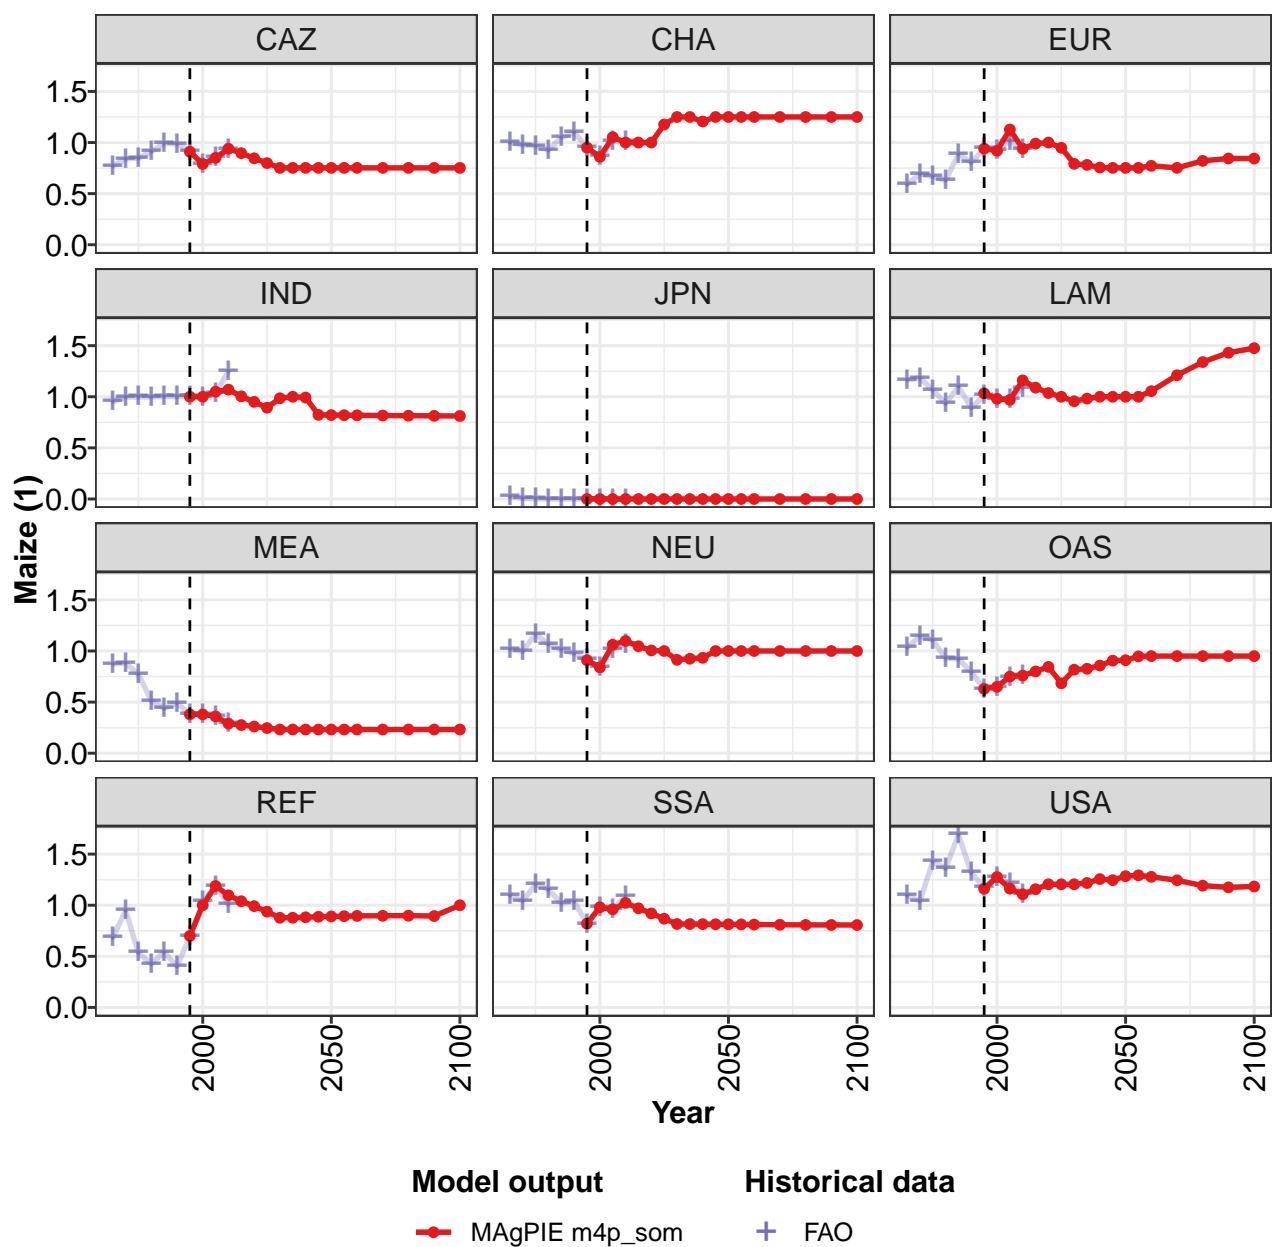 CAZ CHA EUR
1.5
1.0
0.5
0.0
IND JPN LAM
1.5
1.0
0.5
0.0
Maize (1)
MEA NEU OAS
1.5
1.0
0.5
0.0
REF SSA USA
1.5
1.0
0.5
0.0
2000 2050 2100 2000 2050 2100 2000 2050 2100
Year
Model output Historical data
MAgPIE m4p_som FAO